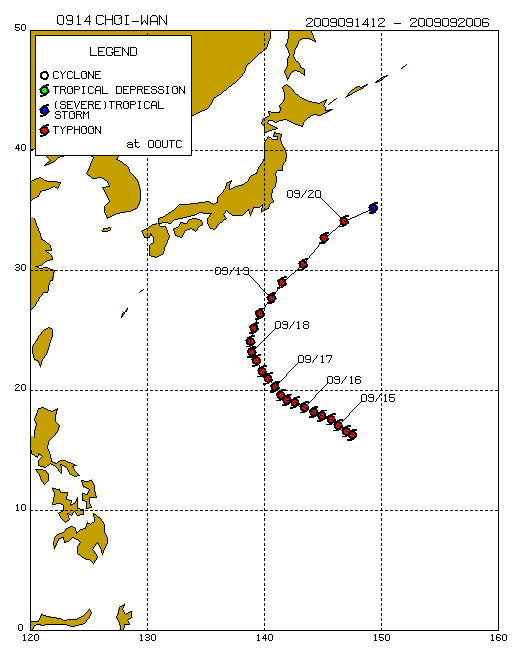 0914 CHOI-WAN 2009091412 - 2009092006
50
LEGEND
CYCLONE
TROPICAL DEPRESSION
(SEVERE)TROPICAL
STORM
TYPHOON
at 00UTC
40
09/20
30
09/19
09/18
09/17
09/16
20
09/15
10
0
120 130 140 150 160